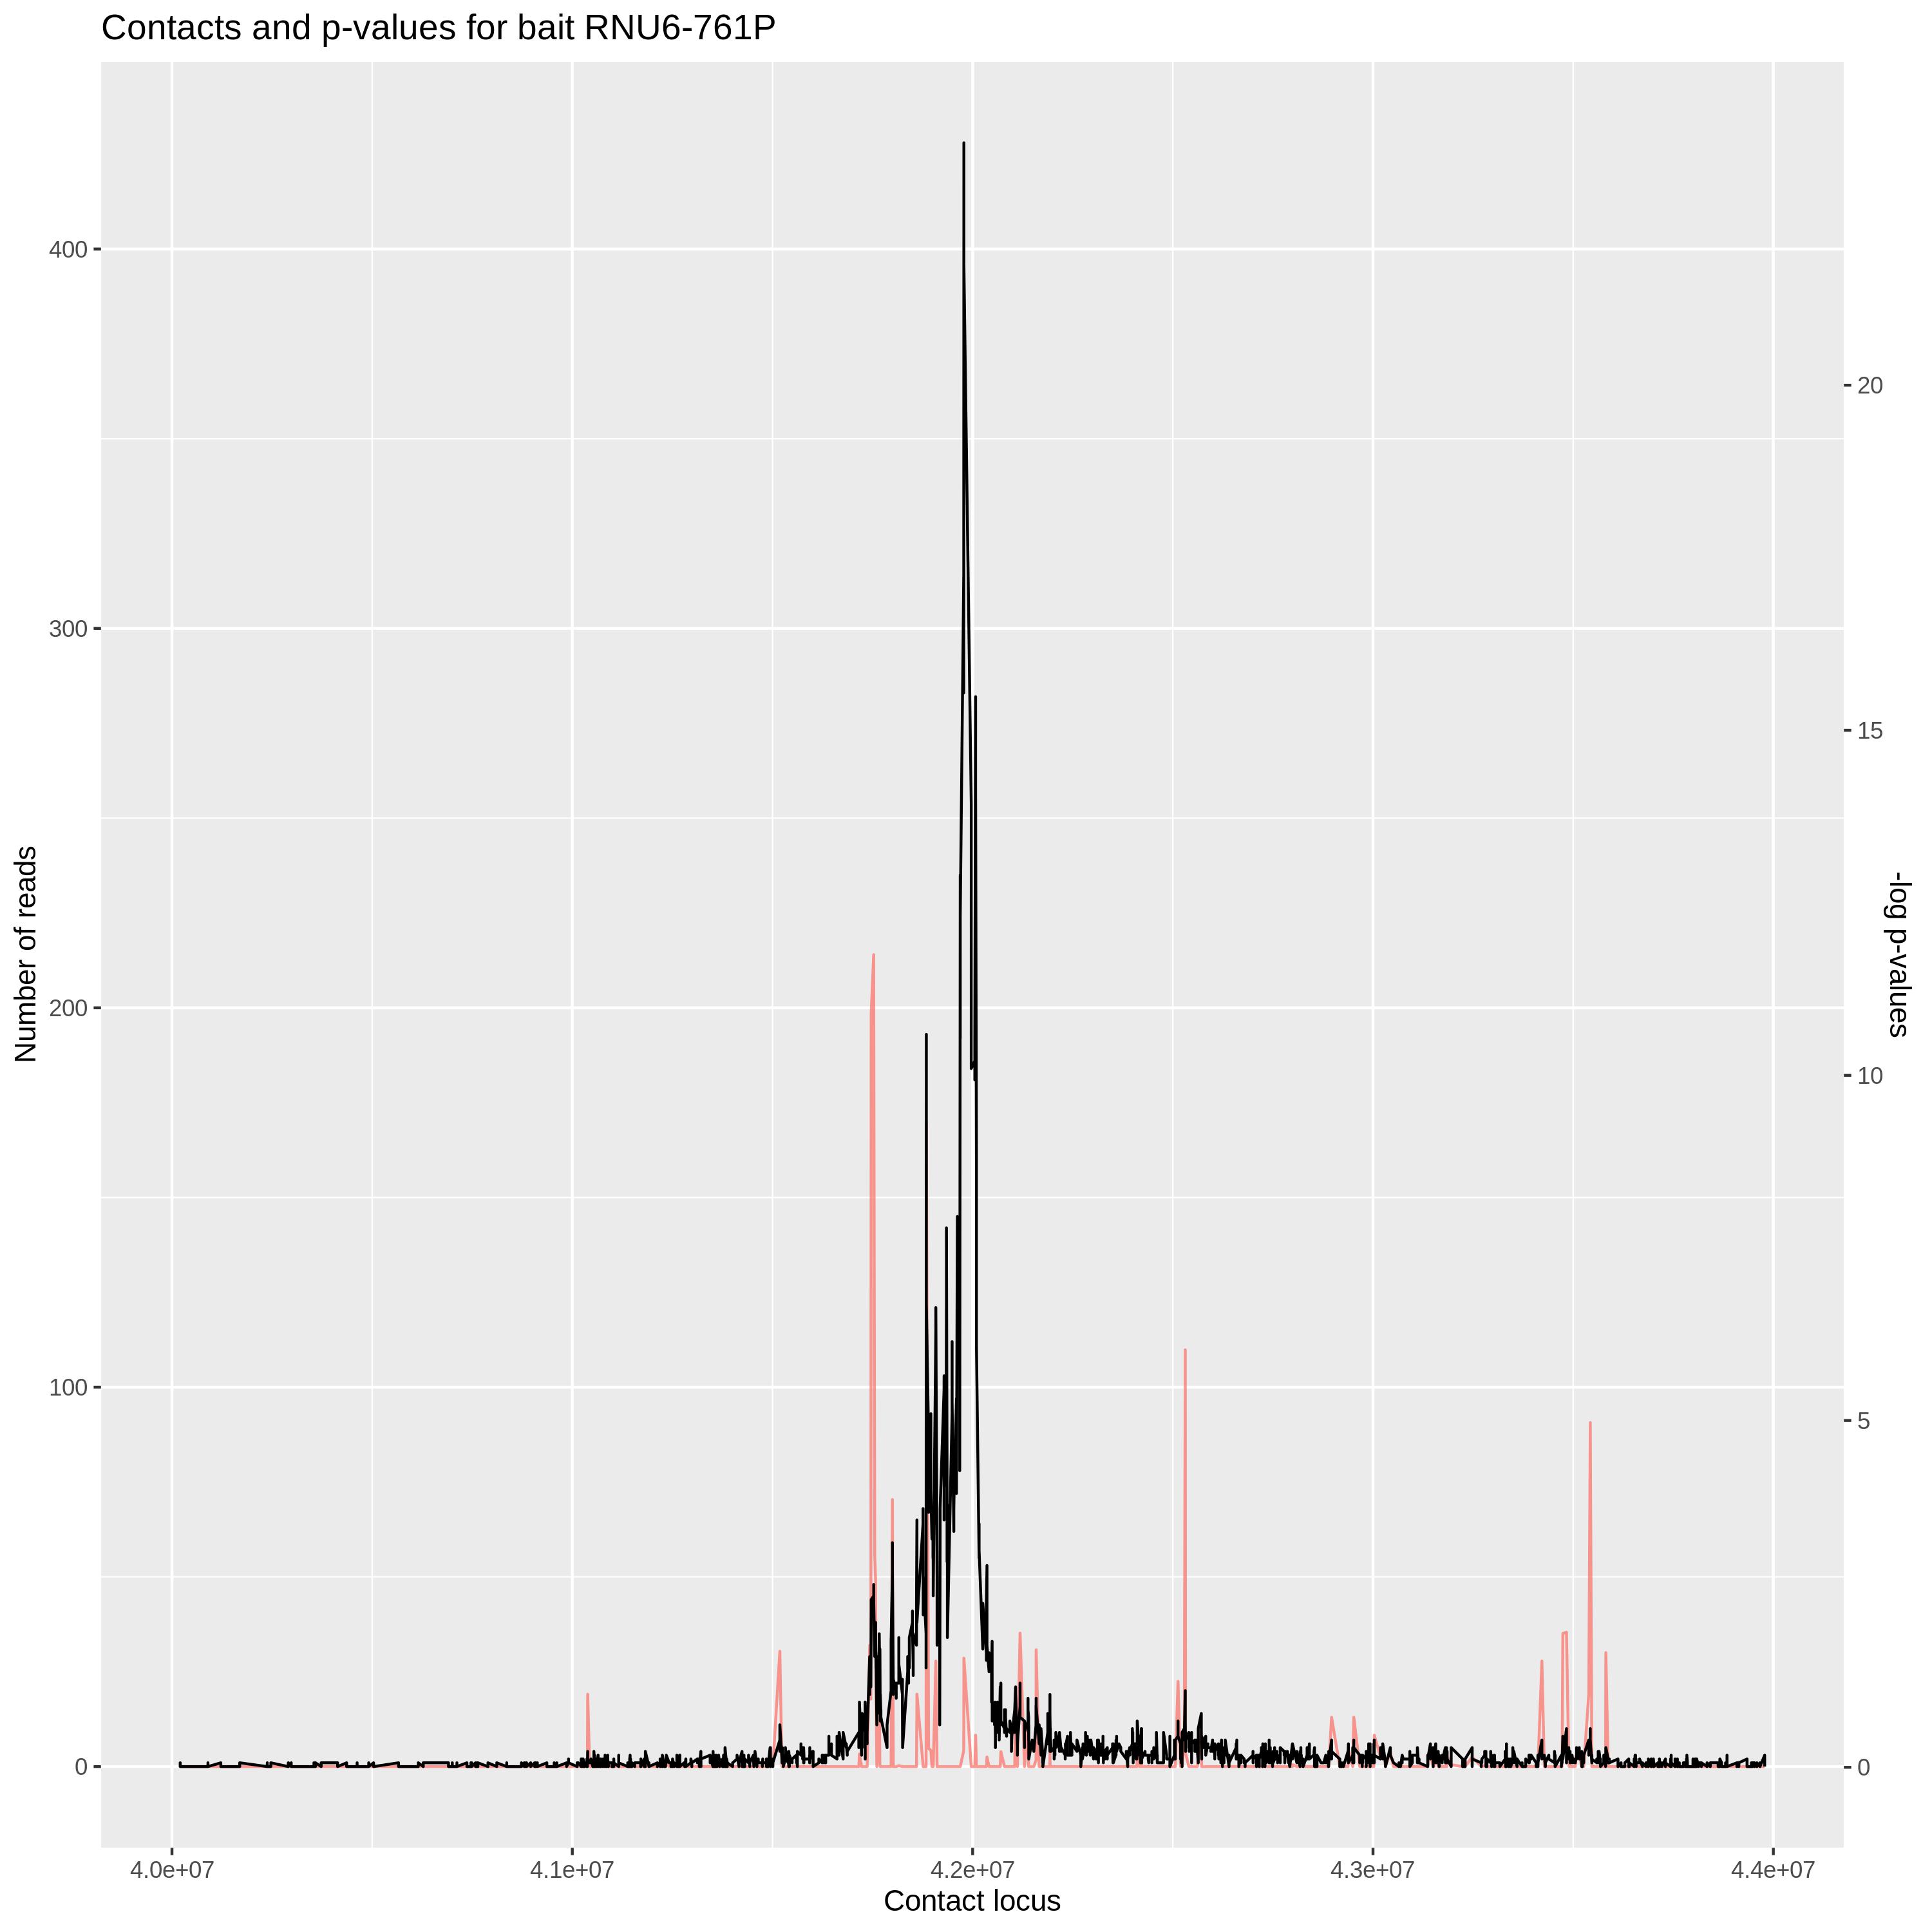 Contacts and p-values for bait RNU6-761P
Number of reads
400
300
200
100
0
20
15
10
5
0
-log p-values
4.0e+07
4.1e+07
4.2e+07
4.3e+07
4.4e+07
Contact locus